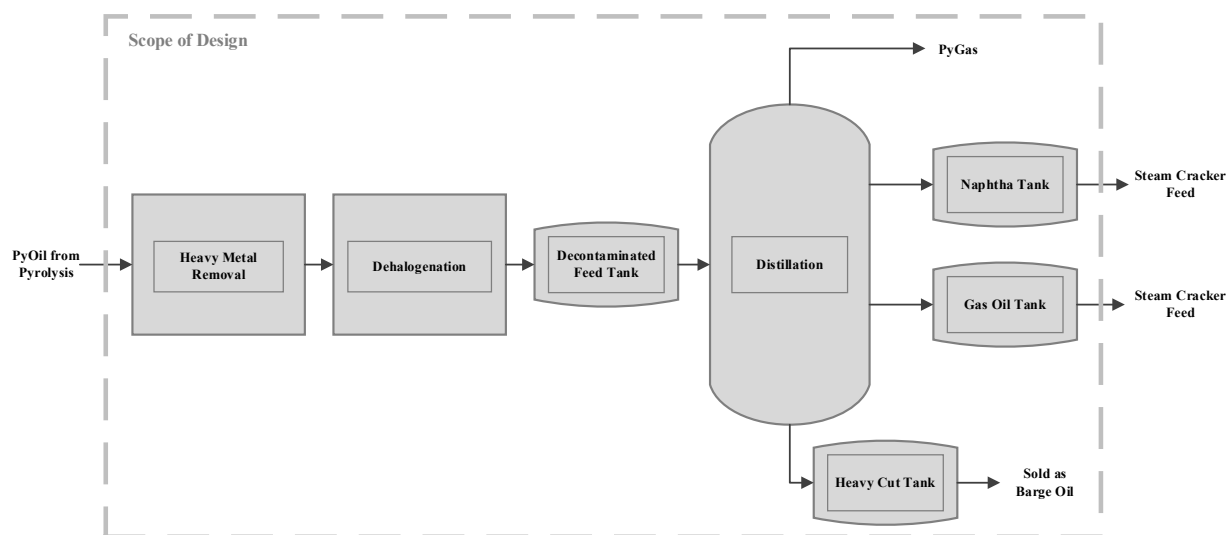 Scope of Design
PyGas
Naphtha Tank
Steam Cracker
Feed
PyOil from
Pyrolysis
Heavy Metal
Removal
Dehalogenation
Decontaminated
Feed Tank
Distillation
Gas Oil Tank
Steam Cracker
Feed
Heavy Cut Tank
Sold as
Barge Oil